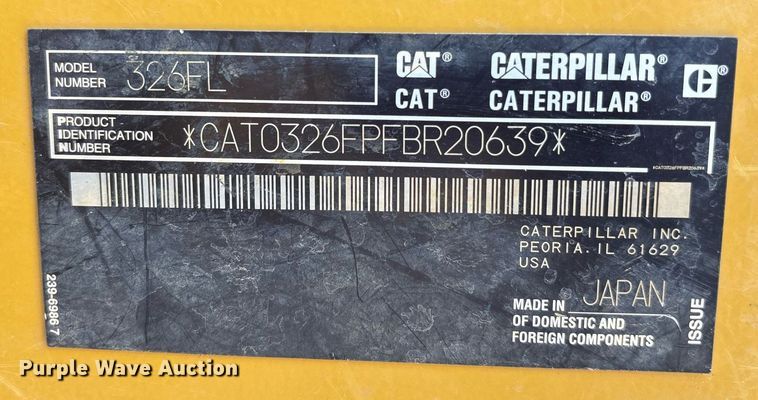 MODEL
NUMBER
326FL
CAT® CATERPILLAR® C®
CAT® CATERPILLAR®
PRODUCT
IDENTIFICATION
NUMBER
*CAT0326FPFBR20639*
*CAT0326FPFBR20639*
CATERPILLAR INC.
PEORIA. IL 61629
USA
MADE IN JAPAN
OF DOMESTIC AND
FOREIGN COMPONENTS
ISSUE
239-6986 7
Purple Wave Auction